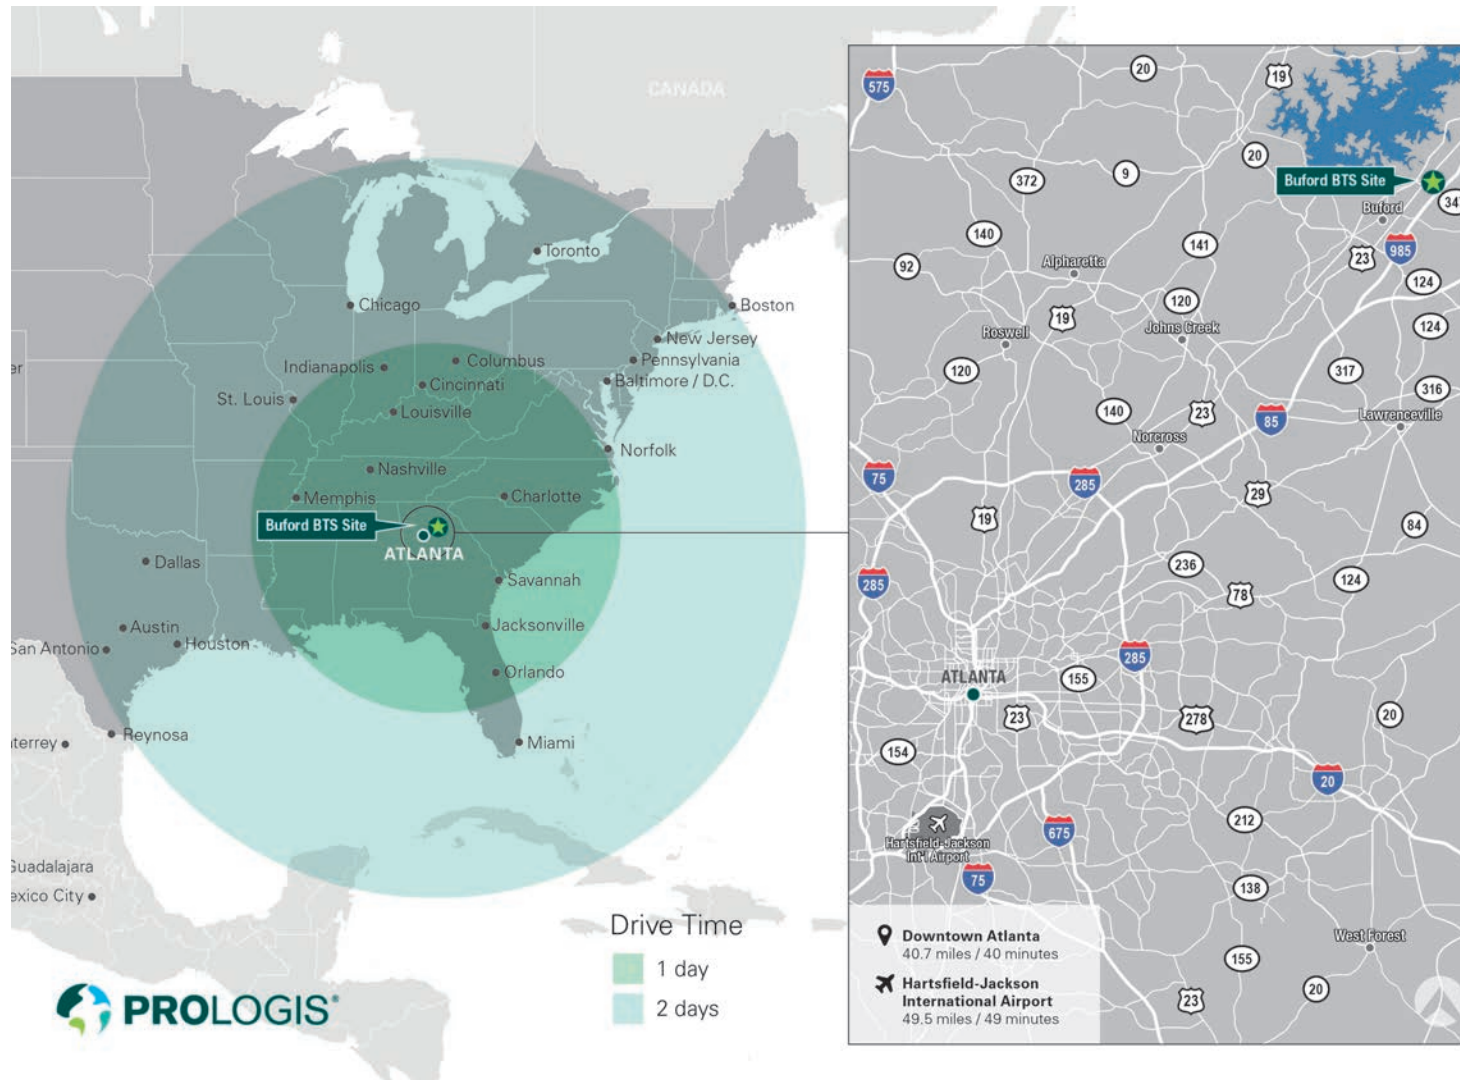 CANADA
Toronto
Chicago
Boston
New Jersey
Pennsylvania
Baltimore / D.C.
Indianapolis
Columbus
Cincinnati
St. Louis
Louisville
Norfolk
Nashville
Memphis
Charlotte
Buford BTS Site
ATLANTA
Dallas
Savannah
Austin
Jacksonville
San Antonio
Houston
Orlando
Reynosa
nterrey
Miami
Guadalajara
exico City
er
Drive Time
1 day
2 days
PROLOGIS®
575
20
19
20
372
9
Buford BTS Site
347
Buford
140
141
92
Alpharetta
23
985
124
120
19
Roswell
Johns Creek
124
120
317
316
140
23
85
Lawrenceville
Norcross
75
285
29
19
84
236
285
78
124
285
ATLANTA
155
23
278
20
154
20
212
675
Hartsfield-Jackson
Int'l Airport
75
138
West Forest
155
20
23
Downtown Atlanta
40.7 miles / 40 minutes
Hartsfield-Jackson
International Airport
49.5 miles / 49 minutes